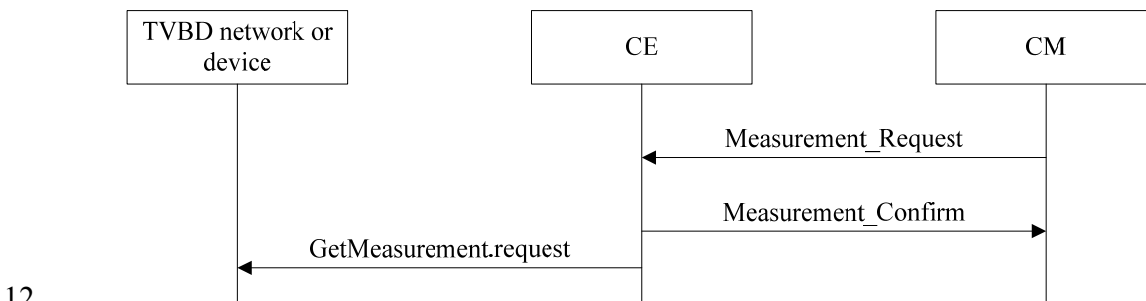 TVBD network or
device
CE
CM
Measurement_Request
Measurement_Confirm
GetMeasurement.request
12